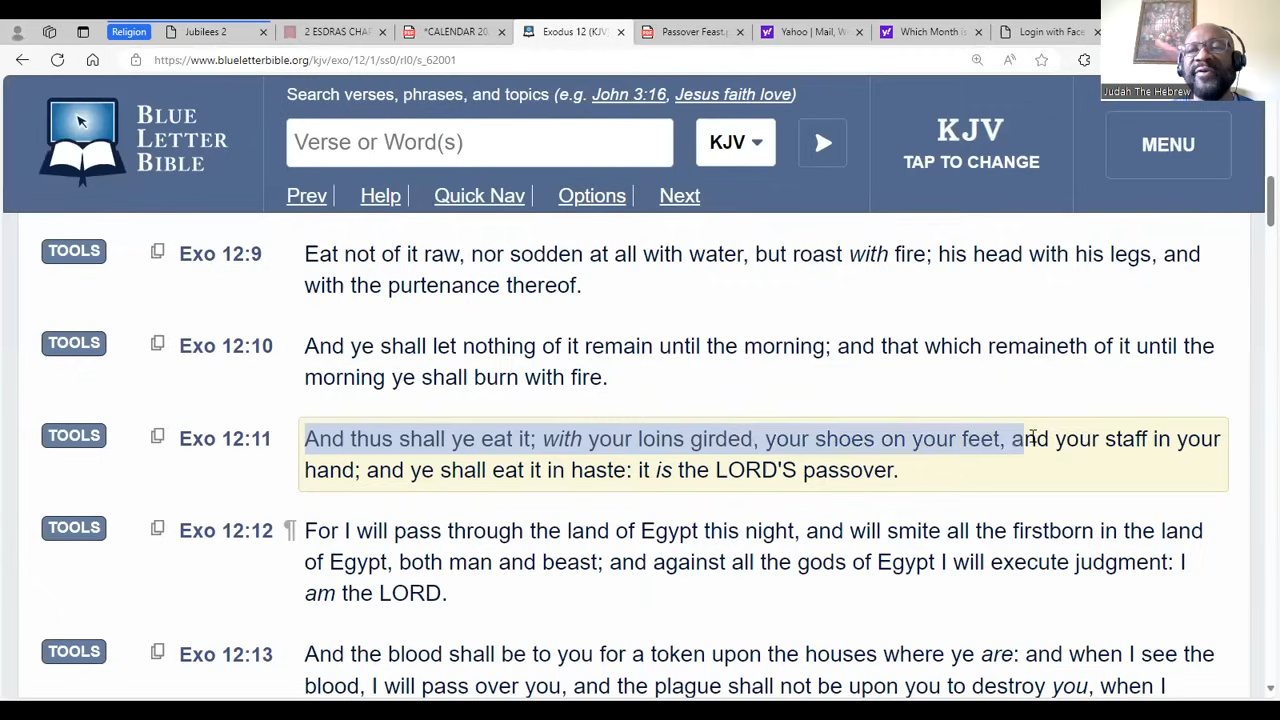 Religion
Jubilees 2
2 ESDRAS CHA
*CALENDAR 20
Exodus 12 (KJV)
Passover Feast.p
Yahoo | Mail, W
Which Month is
Login with Face
https://www.blueletterbible.org/kjv/exo/12/1/ss0/rl0/s_62001
Judah The Hebrew
BLUE
LETTER
BIBLE
Search verses, phrases, and topics (e.g. John 3:16, Jesus faith love)
Verse or Word(s)
KJV
KJV
TAP TO CHANGE
MENU
Prev Help Quick Nav Options Next
TOOLS Exo 12:9 Eat not of it raw, nor sodden at all with water, but roast with fire; his head with his legs, and
with the purtenance thereof.
TOOLS Exo 12:10 And ye shall let nothing of it remain until the morning; and that which remaineth of it until the
morning ye shall burn with fire.
TOOLS Exo 12:11 And thus shall ye eat it; with your loins girded, your shoes on your feet, and your staff in your
hand; and ye shall eat it in haste: it is the LORD'S passover.
TOOLS Exo 12:12 ¶ For I will pass through the land of Egypt this night, and will smite all the firstborn in the land
of Egypt, both man and beast; and against all the gods of Egypt I will execute judgment: I
am the LORD.
TOOLS Exo 12:13 And the blood shall be to you for a token upon the houses where ye are: and when I see the
blood, I will pass over you, and the plague shall not be upon you to destroy you, when I